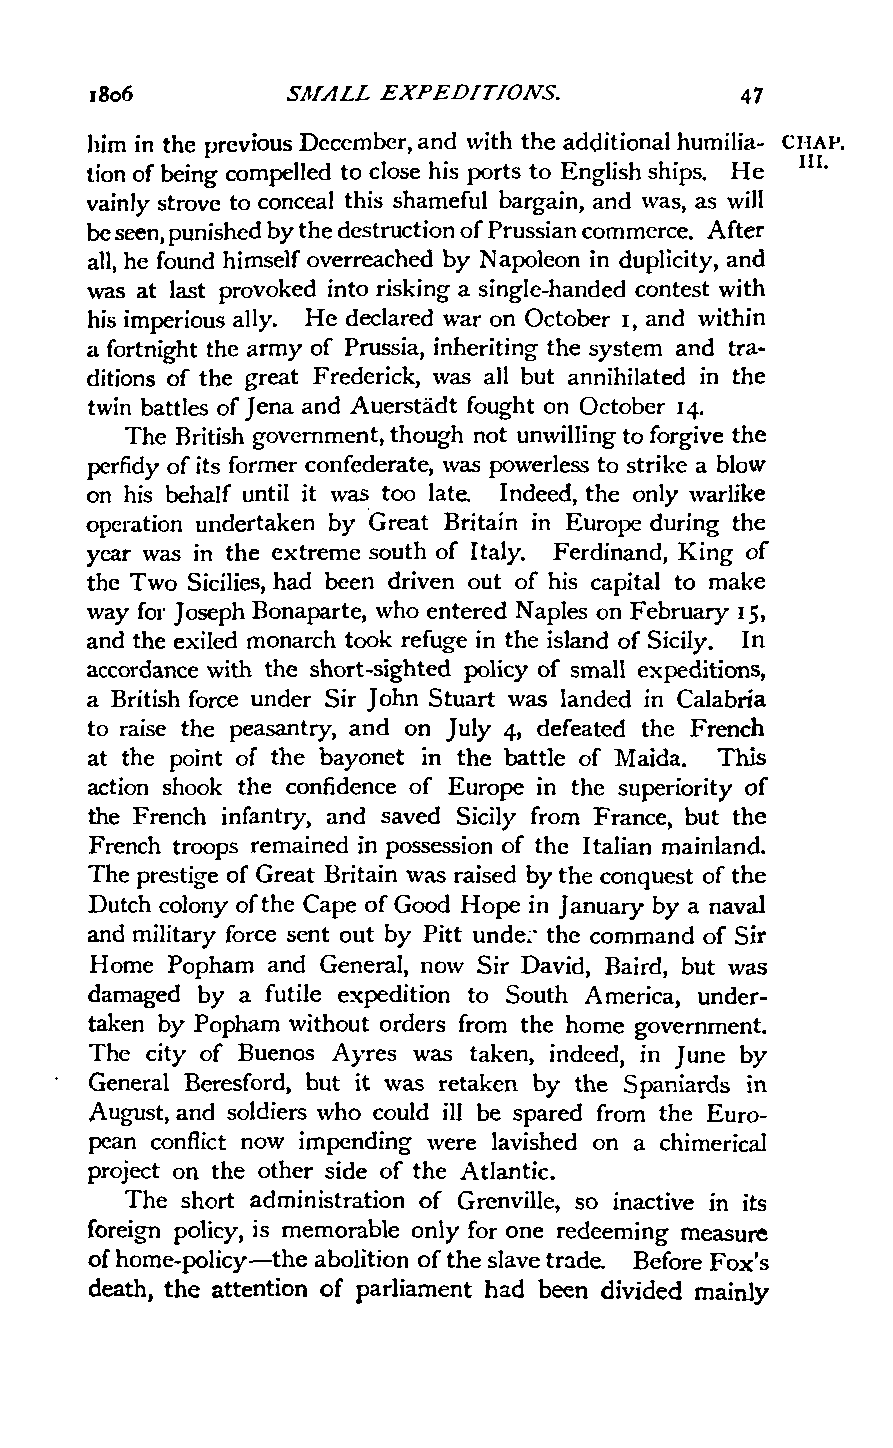 1806 SMALL EXPEDITIONS. 47
him in the previous December, and with the additional humilia- CHAP. III.
tion of being compelled to close his ports to English ships. He
vainly strove to conceal this shameful bargain, and was, as will
be seen, punished by the destruction of Prussian commerce. After
all, he found himself overreached by Napoleon in duplicity, and
was at last provoked into risking a single-handed contest with
his imperious ally. He declared war on October 1, and within
a fortnight the army of Prussia, inheriting the system and tra-
ditions of the great Frederick, was all but annihilated in the
twin battles of Jena and Auerstädt fought on October 14.
The British government, though not unwilling to forgive the
perfidy of its former confederate, was powerless to strike a blow
on his behalf until it was too late. Indeed, the only warlike
operation undertaken by Great Britain in Europe during the
year was in the extreme south of Italy. Ferdinand, King of
the Two Sicilies, had been driven out of his capital to make
way for Joseph Bonaparte, who entered Naples on February 15,
and the exiled monarch took refuge in the island of Sicily. In
accordance with the short-sighted policy of small expeditions,
a British force under Sir John Stuart was landed in Calabria
to raise the peasantry, and on July 4, defeated the French
at the point of the bayonet in the battle of Maida. This
action shook the confidence of Europe in the superiority of
the French infantry, and saved Sicily from France, but the
French troops remained in possession of the Italian mainland.
The prestige of Great Britain was raised by the conquest of the
Dutch colony of the Cape of Good Hope in January by a naval
and military force sent out by Pitt under the command of Sir
Home Popham and General, now Sir David, Baird, but was
damaged by a futile expedition to South America, under-
taken by Popham without orders from the home government.
The city of Buenos Ayres was taken, indeed, in June by
General Beresford, but it was retaken by the Spaniards in
August, and soldiers who could ill be spared from the Euro-
pean conflict now impending were lavished on a chimerical
project on the other side of the Atlantic.
The short administration of Grenville, so inactive in its
foreign policy, is memorable only for one redeeming measure
of home-policy—the abolition of the slave trade. Before Fox's
death, the attention of parliament had been divided mainly